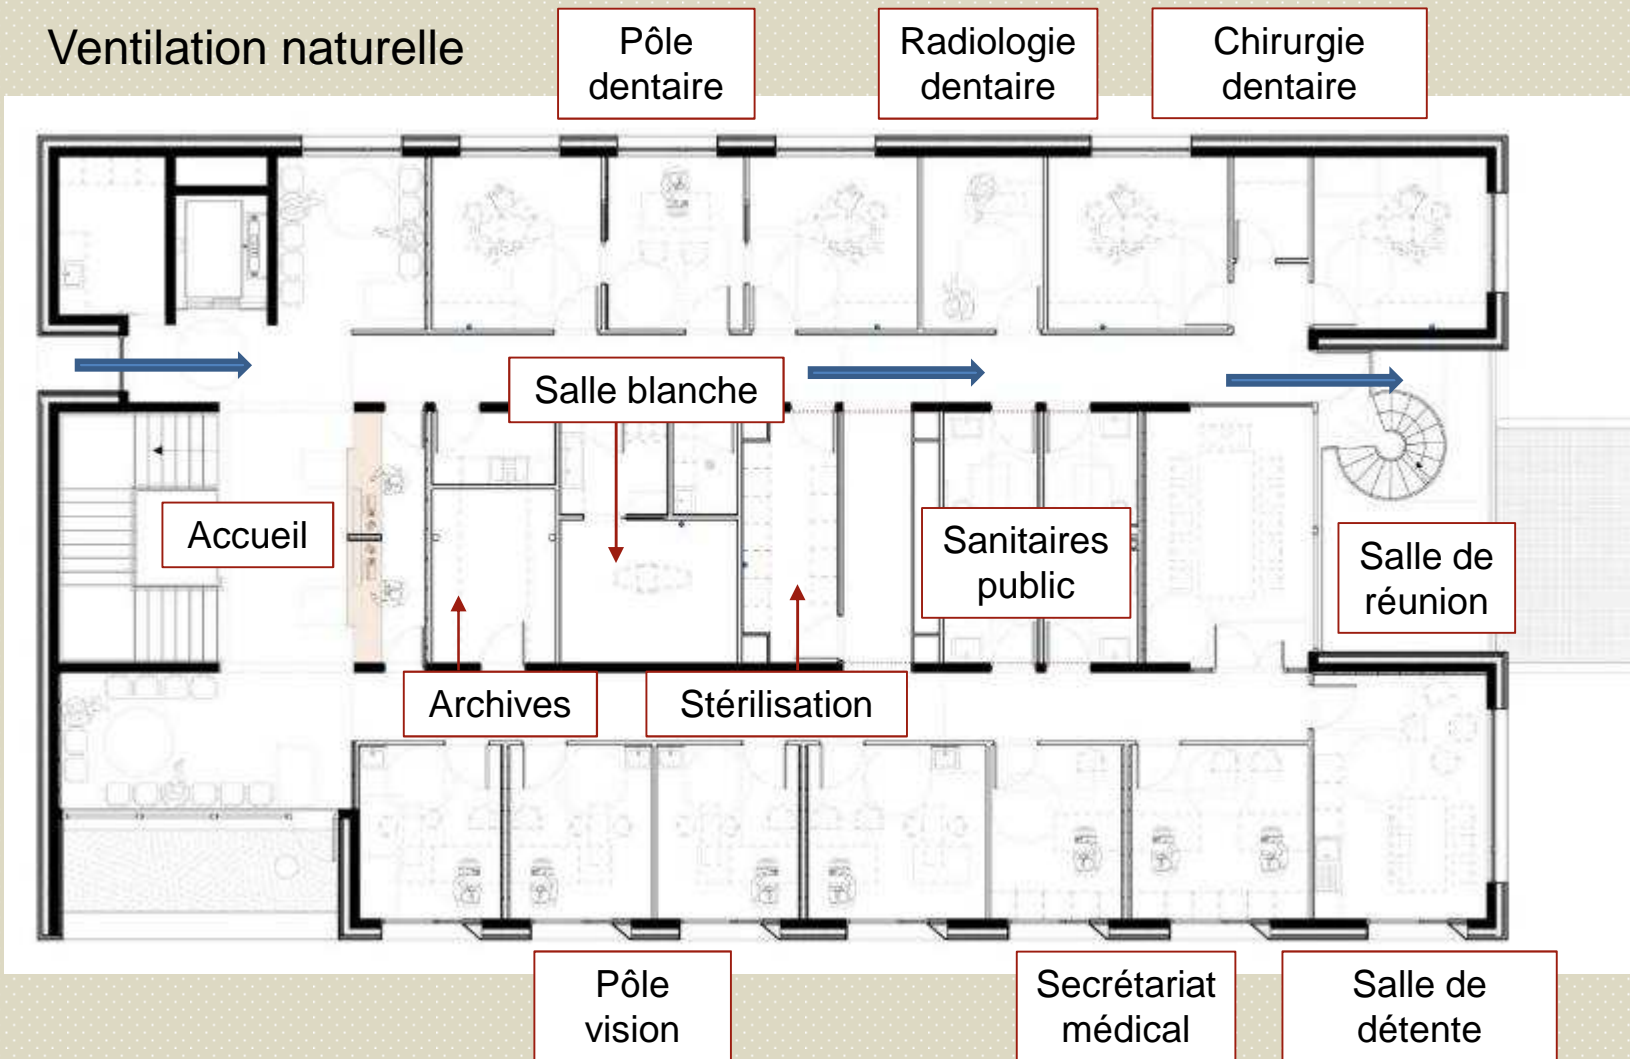 Ventilation naturelle
Pôle
dentaire
Radiologie
dentaire
Chirurgie
dentaire
Salle blanche
Accueil
Sanitaires
public
Salle de
réunion
Archives
Stérilisation
Pôle
vision
Secrétariat
médical
Salle de
détente